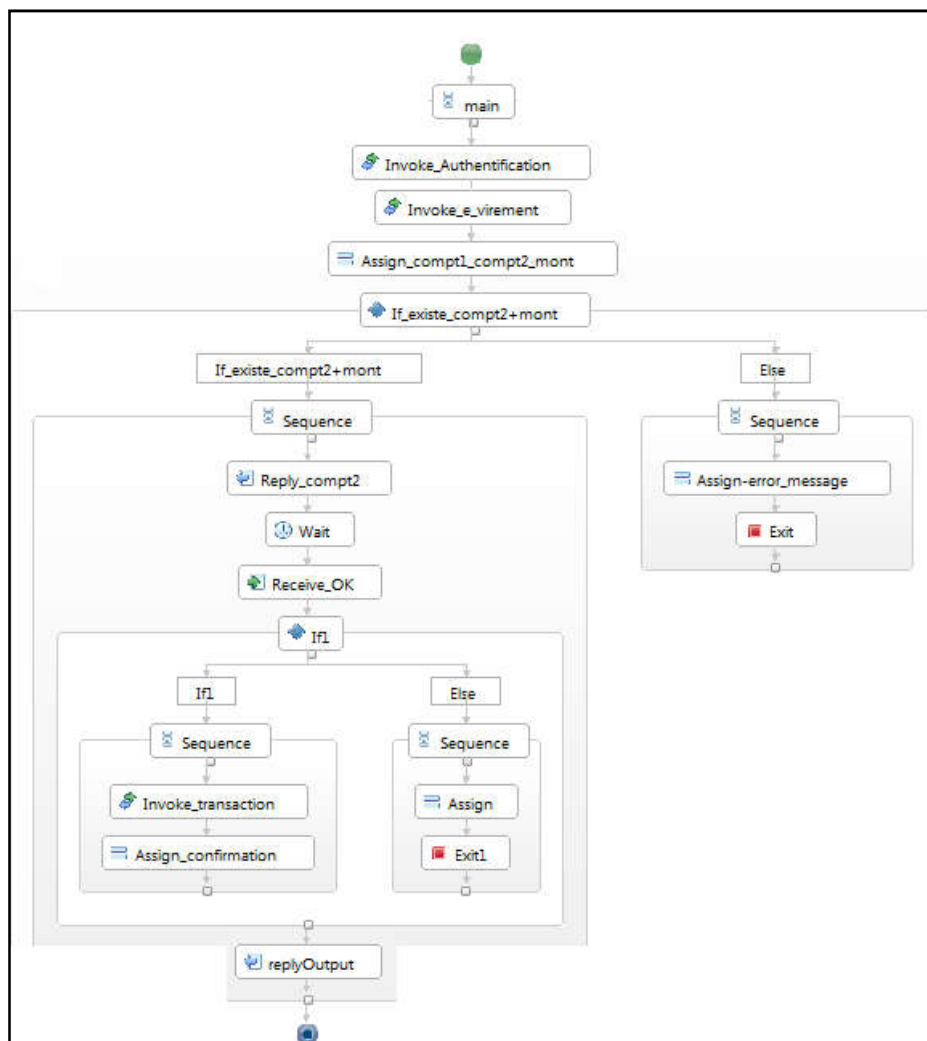 main
Invoke_Authentification
Invoke_e_virement
Assign_compt1_compt2_mont
If_existe_compt2+mont
If_existe_compt2+mont
Else
Sequence
Sequence
Reply_compt2
Assign-error_message
Wait
Exit
Receive_OK
If1
If1
Else
Sequence
Sequence
Invoke_transaction
Assign
Assign_confirmation
Exit1
replyOutput